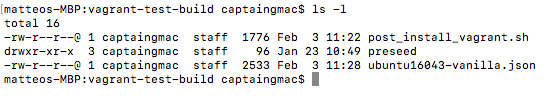 [matteos-MBP:vagrant-test-build captaingmac$ ls -l
total 16
-rw-r--r--@ 1 captaingmac  staff  1776 Feb  3 11:22 post_install_vagrant.sh
drwxr-xr-x  3 captaingmac  staff    96 Jan 23 10:49 preseed
-rw-r--r--@ 1 captaingmac  staff  2533 Feb  3 11:28 ubuntu16043-vanilla.json
matteos-MBP:vagrant-test-build captaingmac$